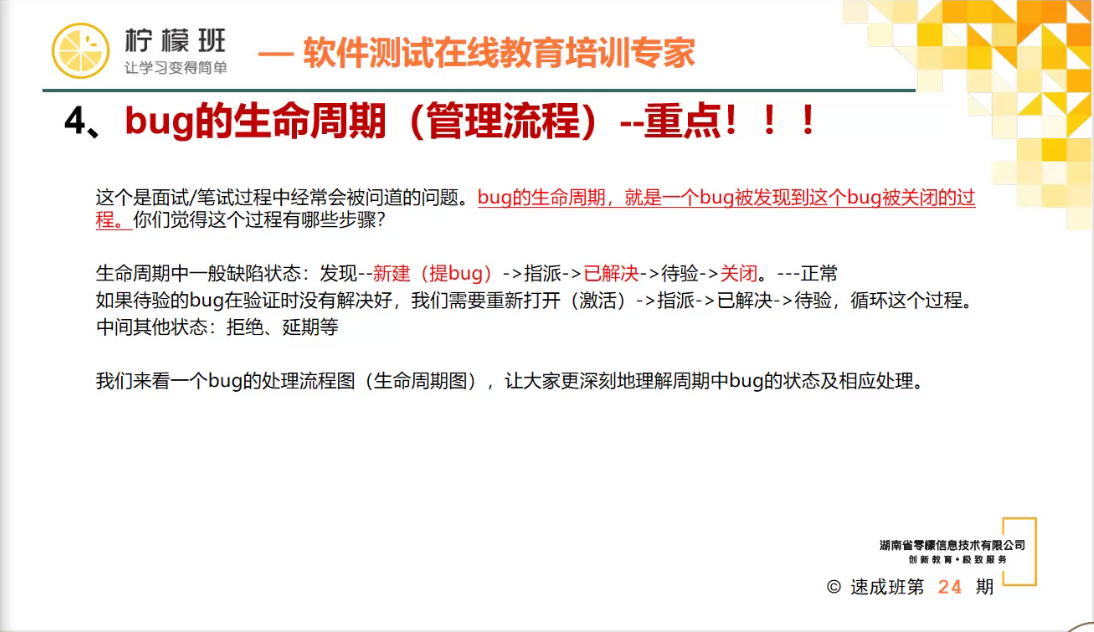 柠檬班
让学习变得简单
— 软件测试在线教育培训专家
4、bug的生命周期（管理流程）--重点！！！
这个是面试/笔试过程中经常会被问道的问题。bug的生命周期，就是一个bug被发现到这个bug被关闭的过
程。你们觉得这个过程有哪些步骤？
生命周期中一般缺陷状态：发现--新建（提bug）->指派->已解决->待验->关闭。---正常
如果待验的bug在验证时没有解决好，我们需要重新打开（激活）->指派->已解决->待验，循环这个过程。
中间其他状态：拒绝、延期等
我们来看一个bug的处理流程图（生命周期图），让大家更深刻地理解周期中bug的状态及相应处理。
湖南省零檬信息技术有限公司
创新教育•极致服务
© 速成班第 24 期